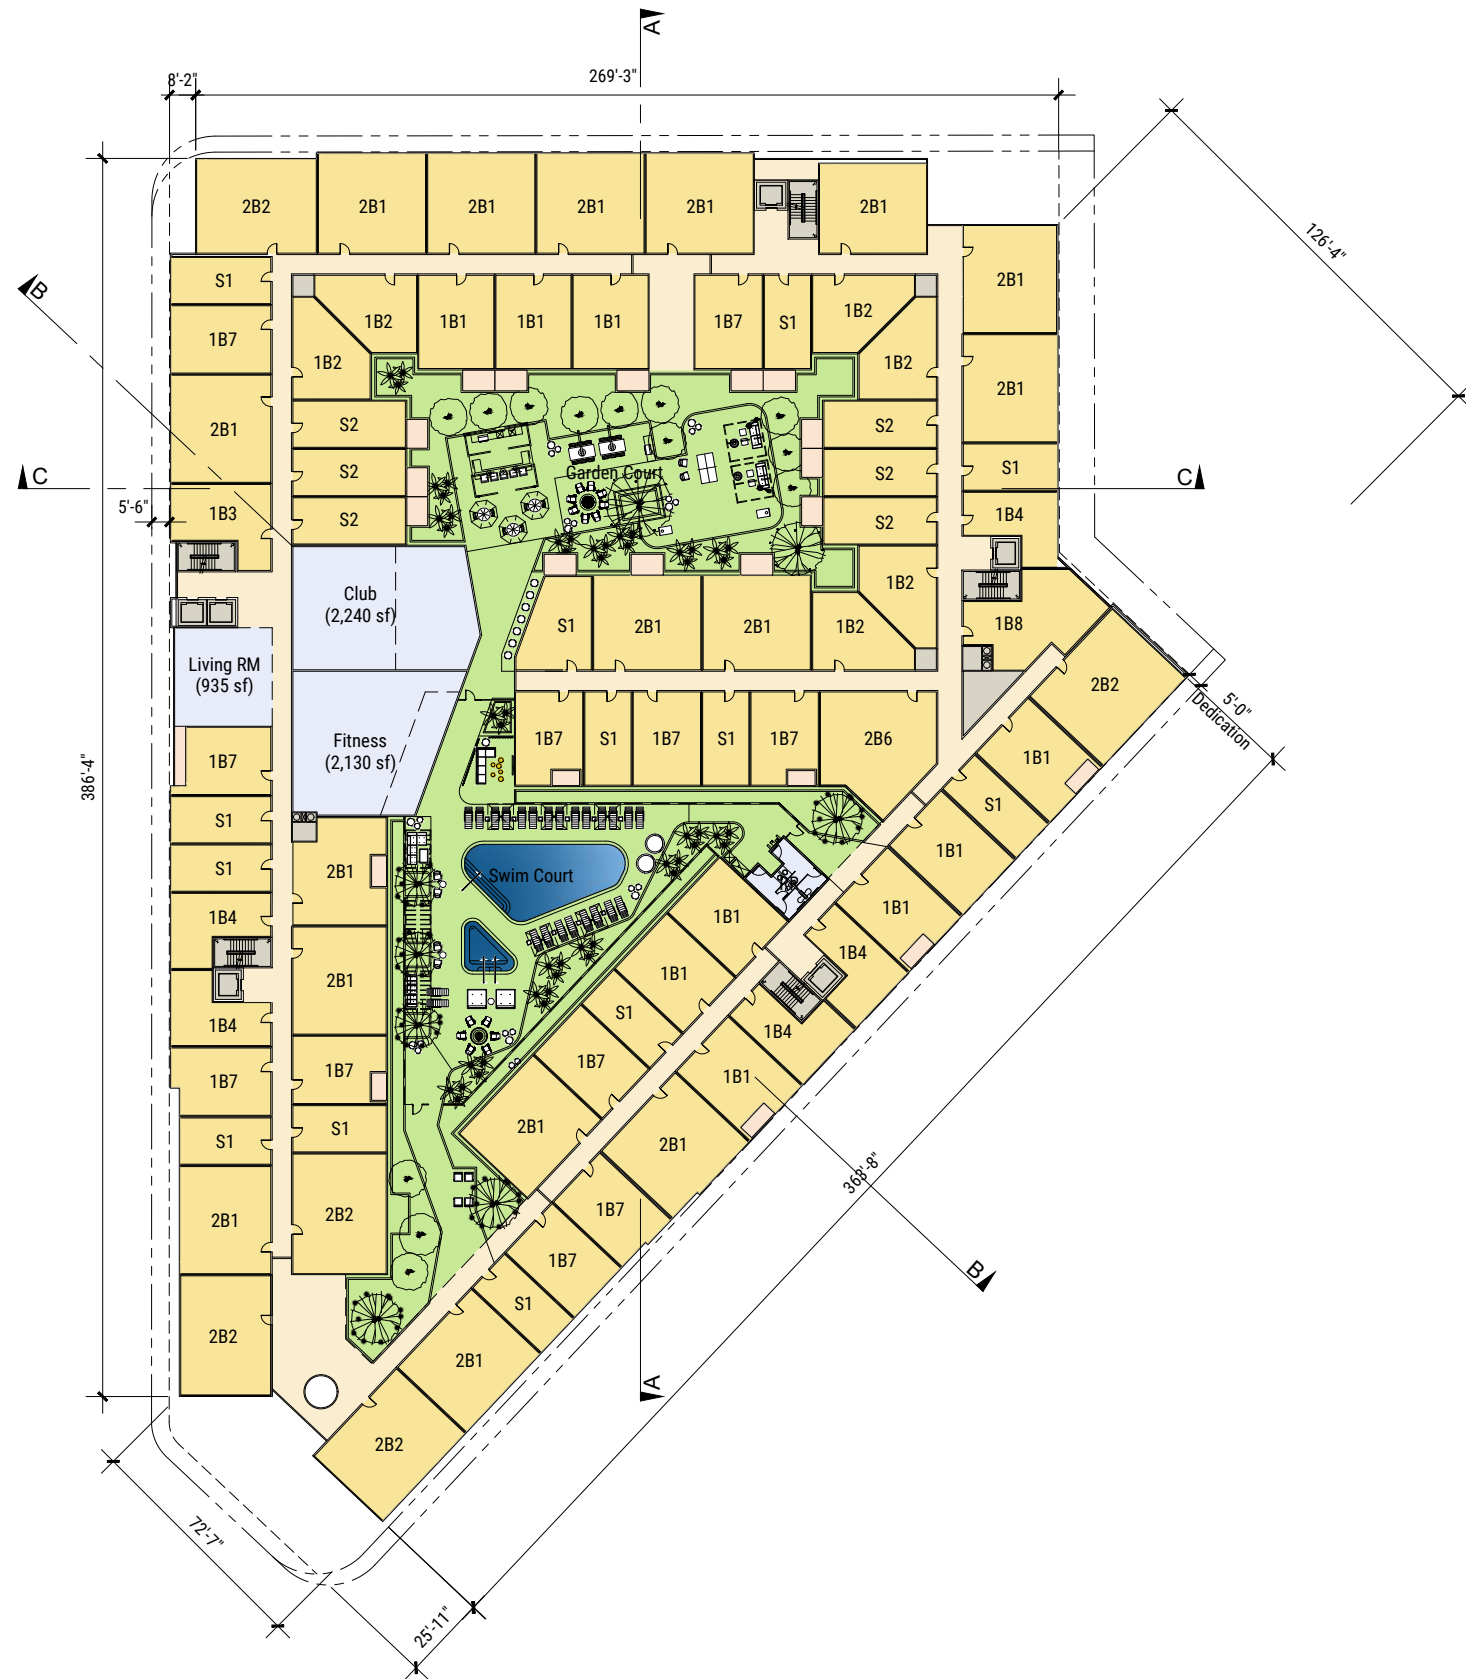 A
8'-2"
269'-3"
126'-4"
2B2
2B1
2B1
2B1
2B1
2B1
B
S1
1B7
2B1
1B3
1B2
1B2
1B1
1B1
1B1
1B7
S1
1B2
1B2
2B1
2B1
S1
1B4
S2
S2
S2
S2
S2
S2
Garden Court
C
C
5'-6"
386'-4"
Club
(2,240 sf)
Living RM
(935 sf)
Fitness
(2,130 sf)
S1
2B1
2B1
1B2
1B2
1B8
2B2
5'-0"
Dedication
1B7
S1
1B7
S1
1B7
2B6
1B1
S1
1B1
1B1
1B4
1B7
S1
S1
1B4
1B4
1B7
S1
2B1
2B2
2B1
2B1
1B7
S1
2B2
Swim Court
1B1
1B1
S1
1B7
2B1
1B4
1B1
2B1
1B7
1B7
S1
2B1
2B2
368'-8"
B
A
72'-7"
25'-11"